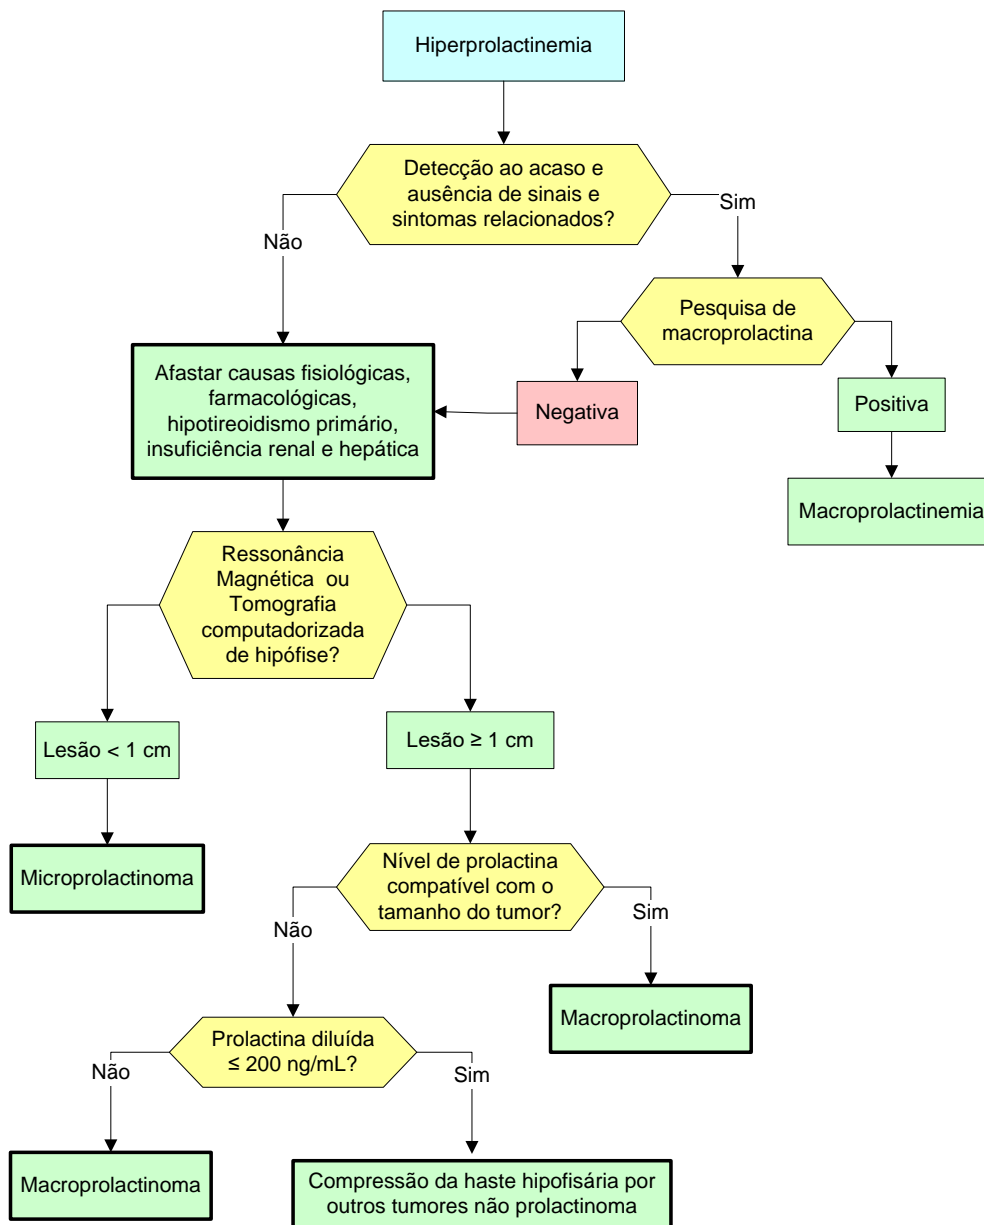 Hiperprolactinemia
Detecção ao acaso e
ausência de sinais e
sintomas relacionados?
Não
Sim
Pesquisa de
macroprolactina
Afastar causas fisiológicas,
farmacológicas,
hipotireoidismo primário,
insuficiência renal e hepática
Negativa
Positiva
Macroprolactinemia
Ressonância
Magnética ou
Tomografia
computadorizada
de hipófise?
Lesão < 1 cm
Lesão ≥ 1 cm
Microprolactinoma
Nível de prolactina
compatível com o
tamanho do tumor?
Não
Sim
Macroprolactinoma
Prolactina diluída
≤ 200 ng/mL?
Não
Sim
Macroprolactinoma
Compressão da haste hipofisária por
outros tumores não prolactinoma